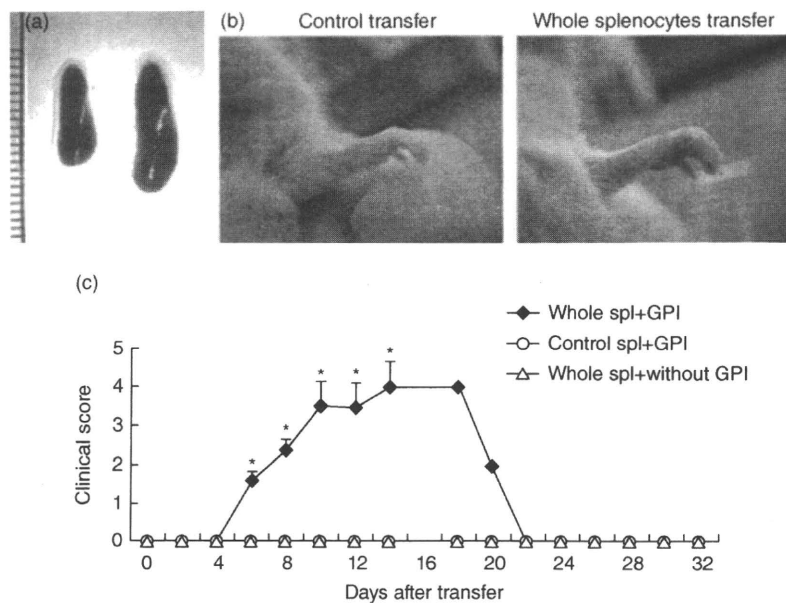 (a)
(b)
Control transfer
Whole splenocytes transfer
(c)
Whole spl+GPI
Control spl+GPI
Whole spl+without GPI
Clinical score
5
4
3
2
1
0
* * * * *
0 4 8 12 16 20 24 28 32
Days after transfer